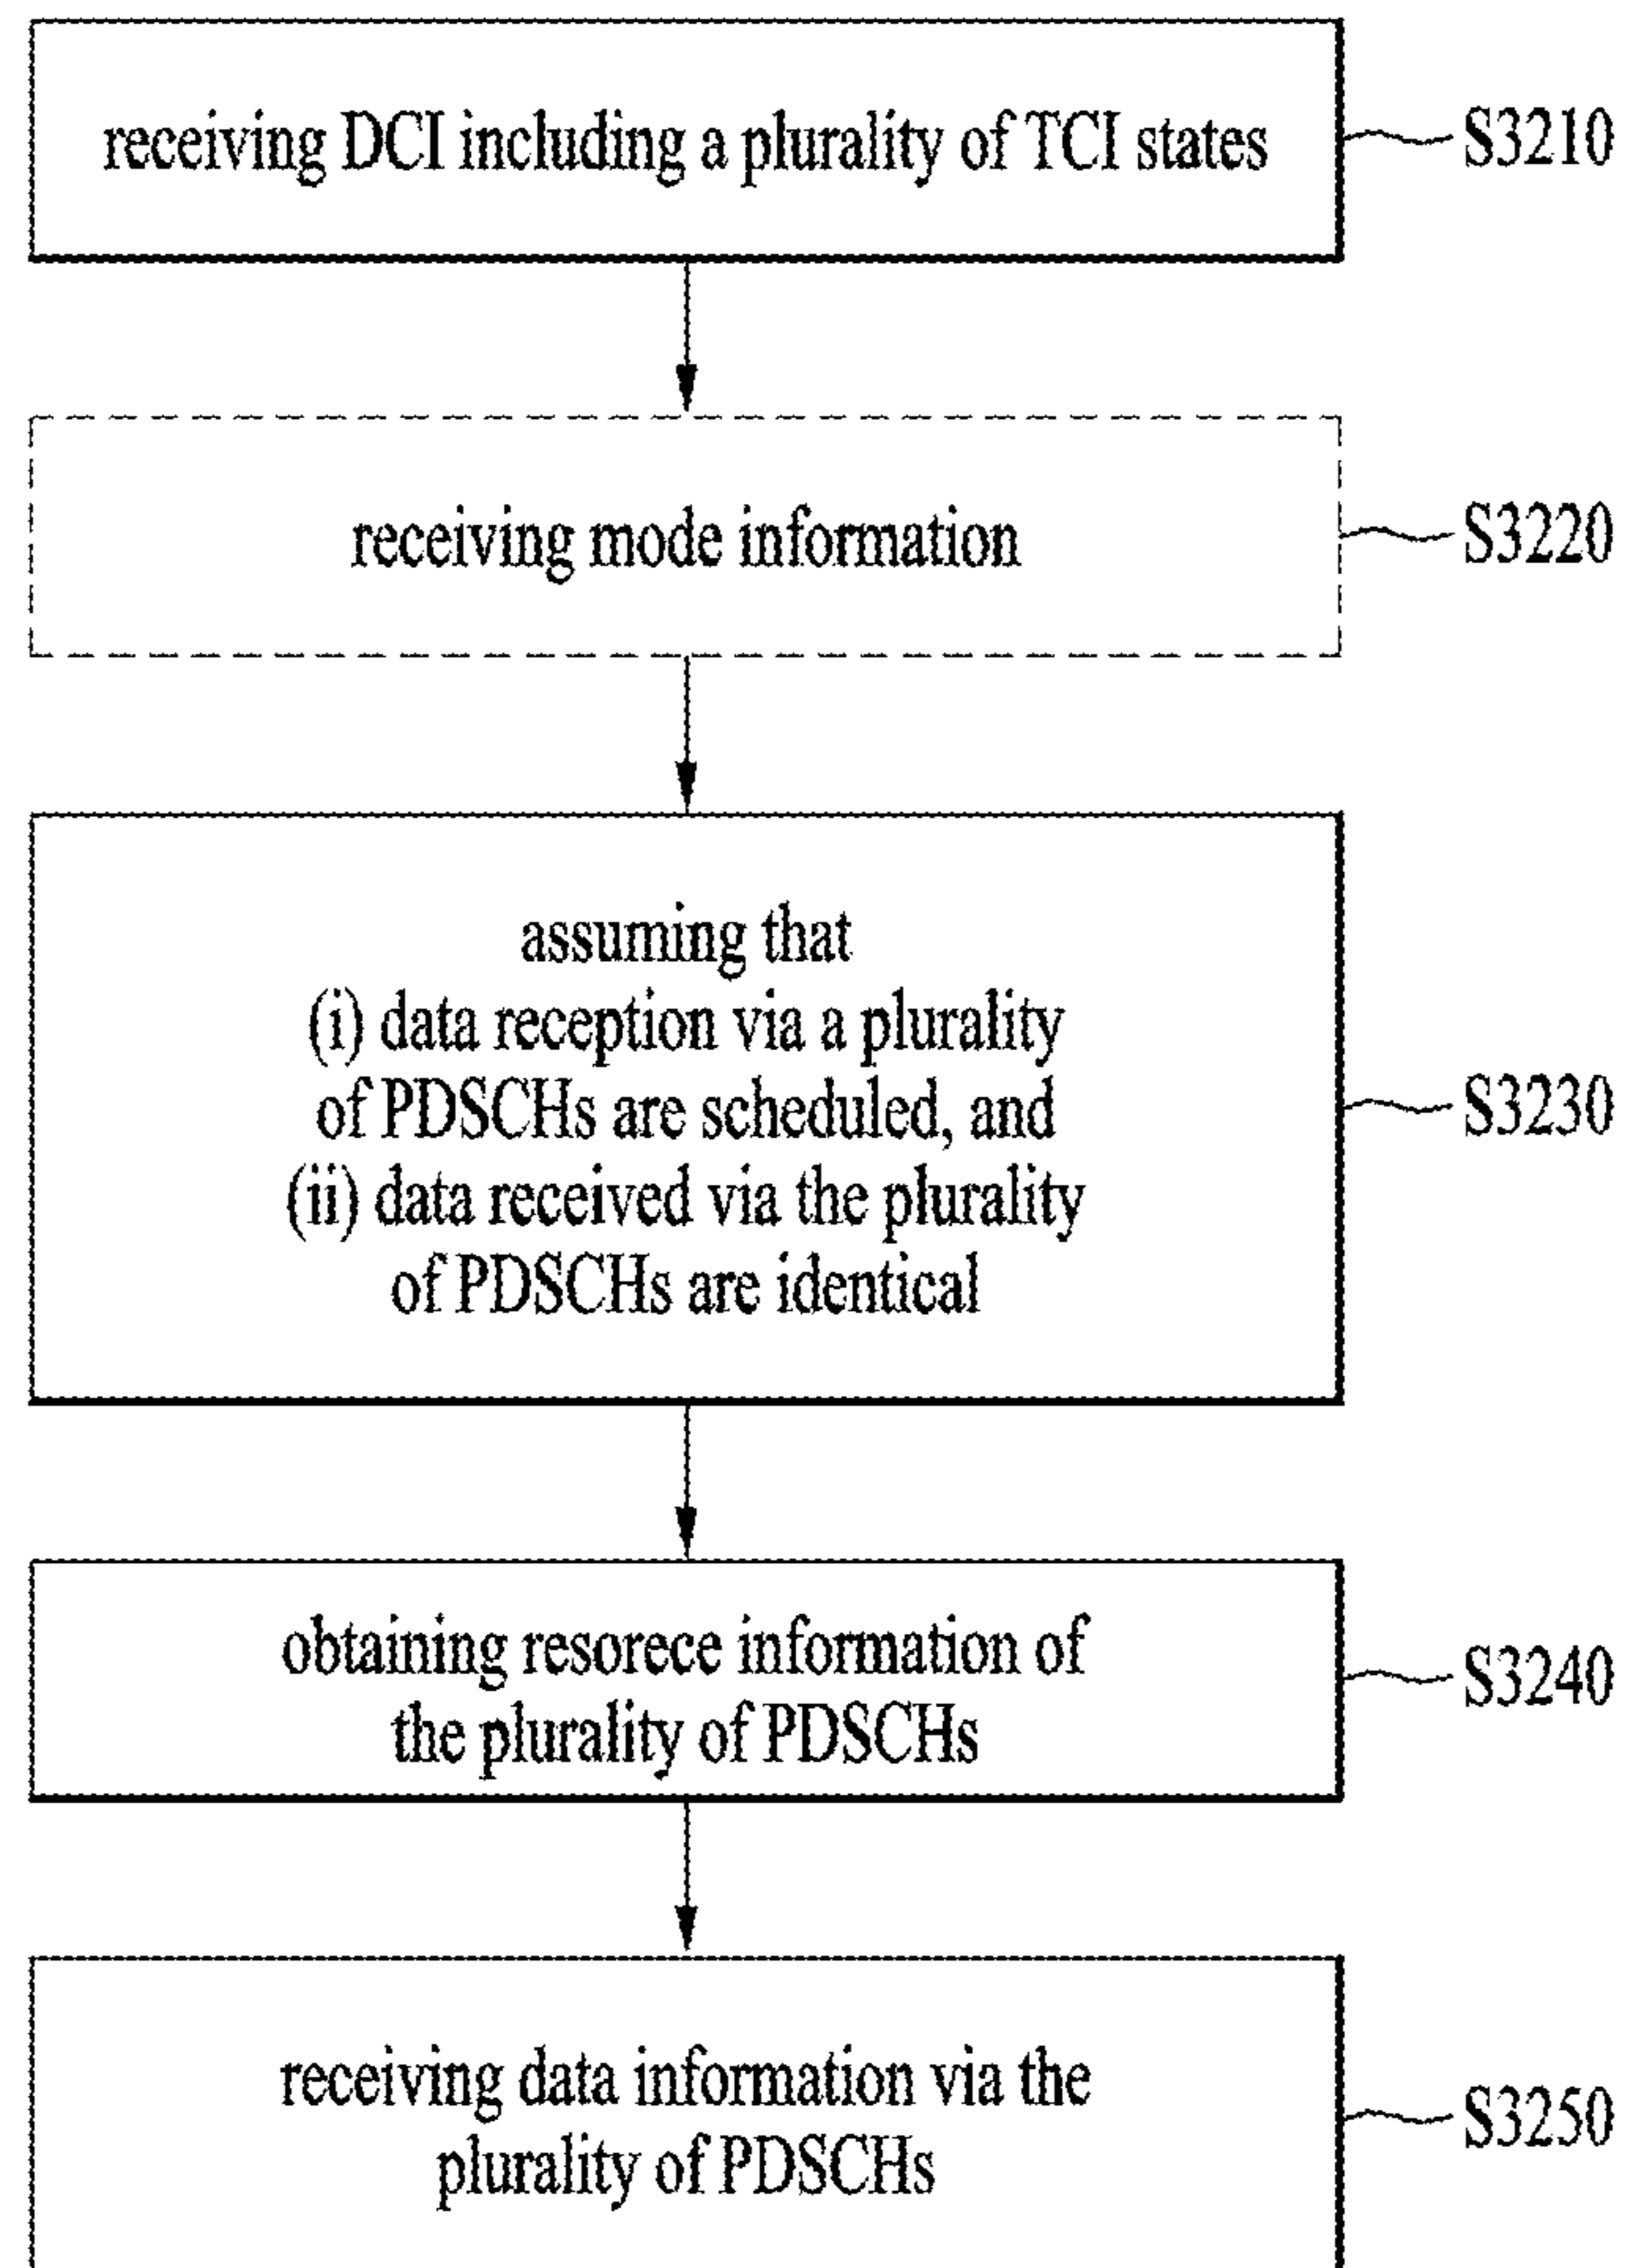 receiving DCI including a plurality of TCI states
S3210
receiving mode information
S3220
assuming that
(i) data reception via a plurality
of PDSCHs are scheduled, and
(ii) data received via the plurality
of PDSCHs are identical
S3230
obtaining resorece information of
the plurality of PDSCHs
S3240
receiving data information via the
plurality of PDSCHs
S3250